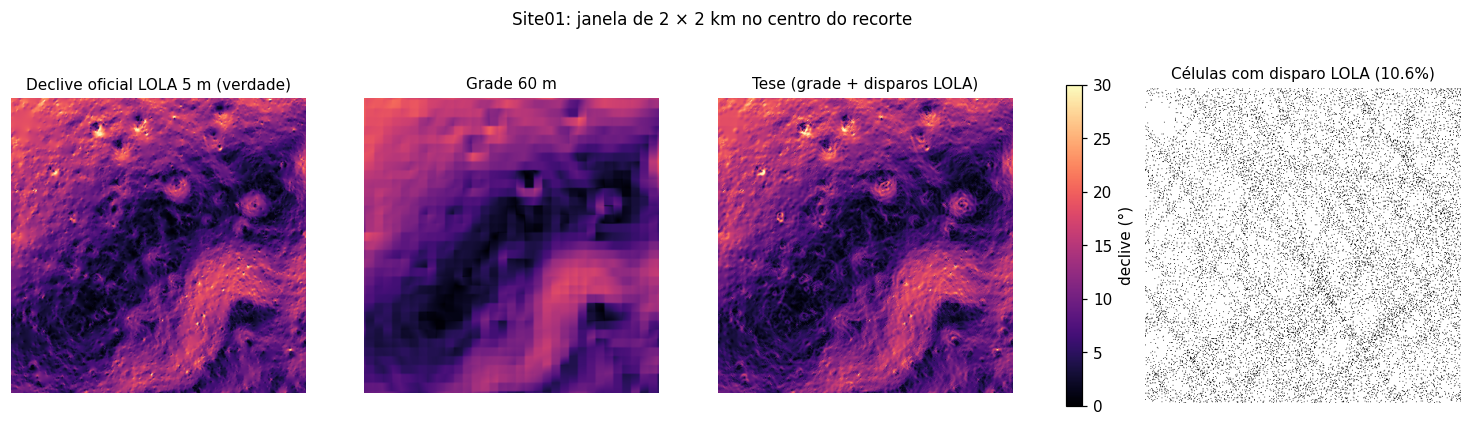 Site01: janela de 2 × 2 km no centro do recorte
Declive oficial LOLA 5 m (verdade)
Grade 60 m
Tese (grade + disparos LOLA)
Células com disparo LOLA (10.6%)
30
25
20
15
10
5
0
declive (°)